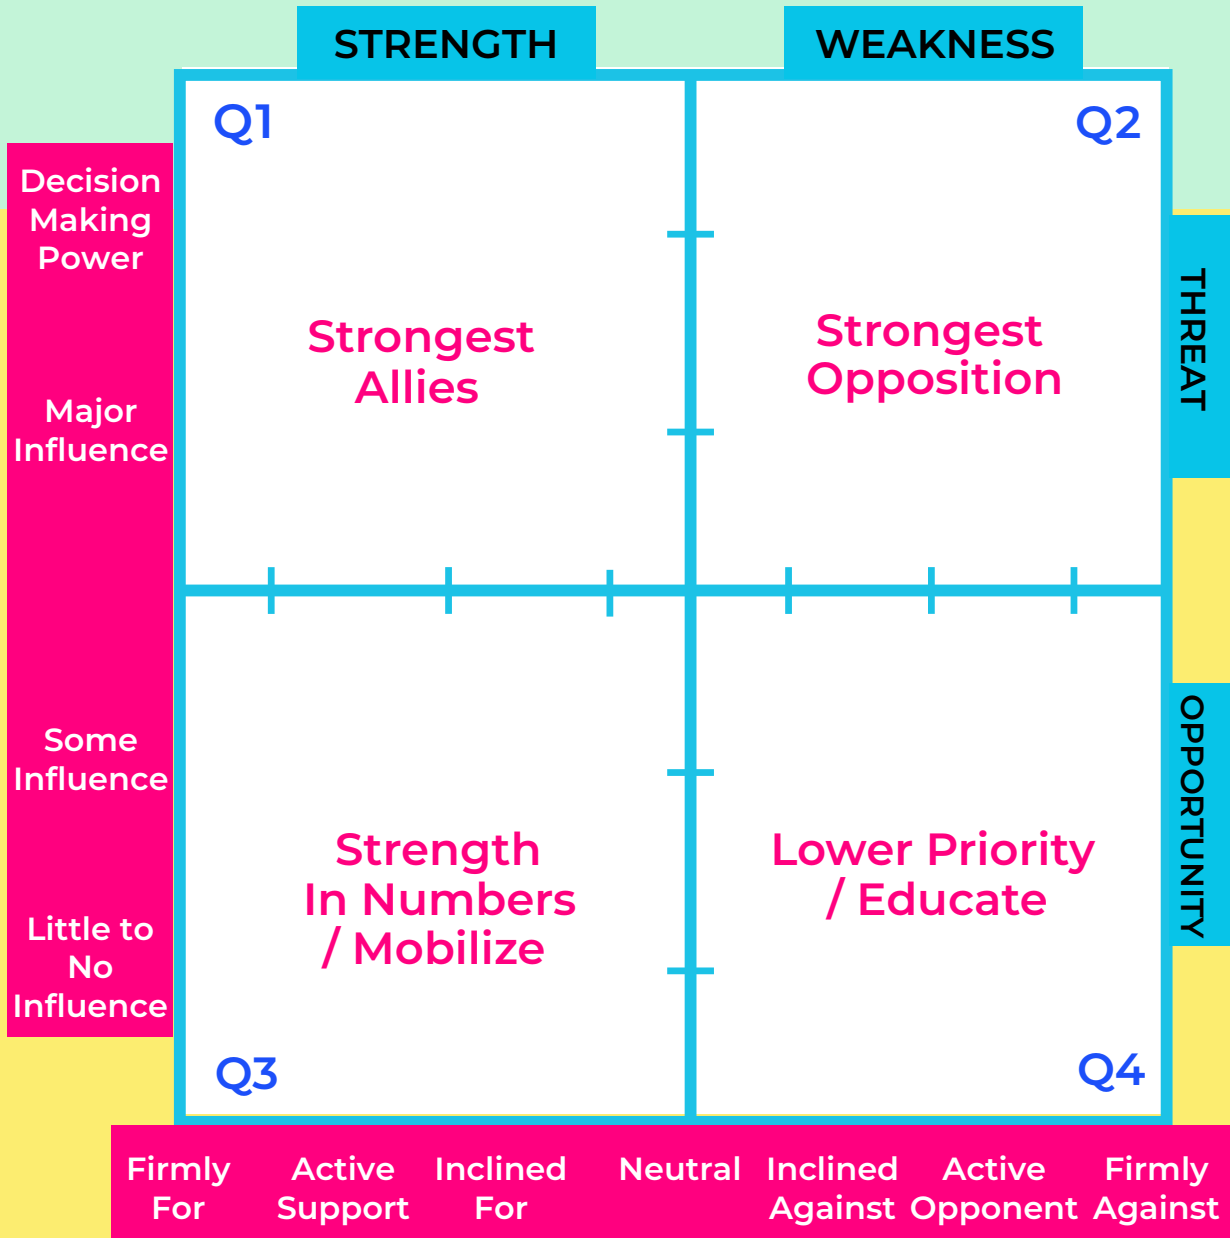 STRENGTH
WEAKNESS
Q1
Q2
Decision
Making
Power
Major
Influence
Some
Influence
Little to
No
Influence
Strongest
Allies
Strongest
Opposition
THREAT
OPPORTUNITY
Strength
In Numbers
/ Mobilize
Lower Priority
/ Educate
Q3
Q4
Firmly
For
Active
Support
Inclined
For
Neutral
Inclined
Against
Active
Opponent
Firmly
Against